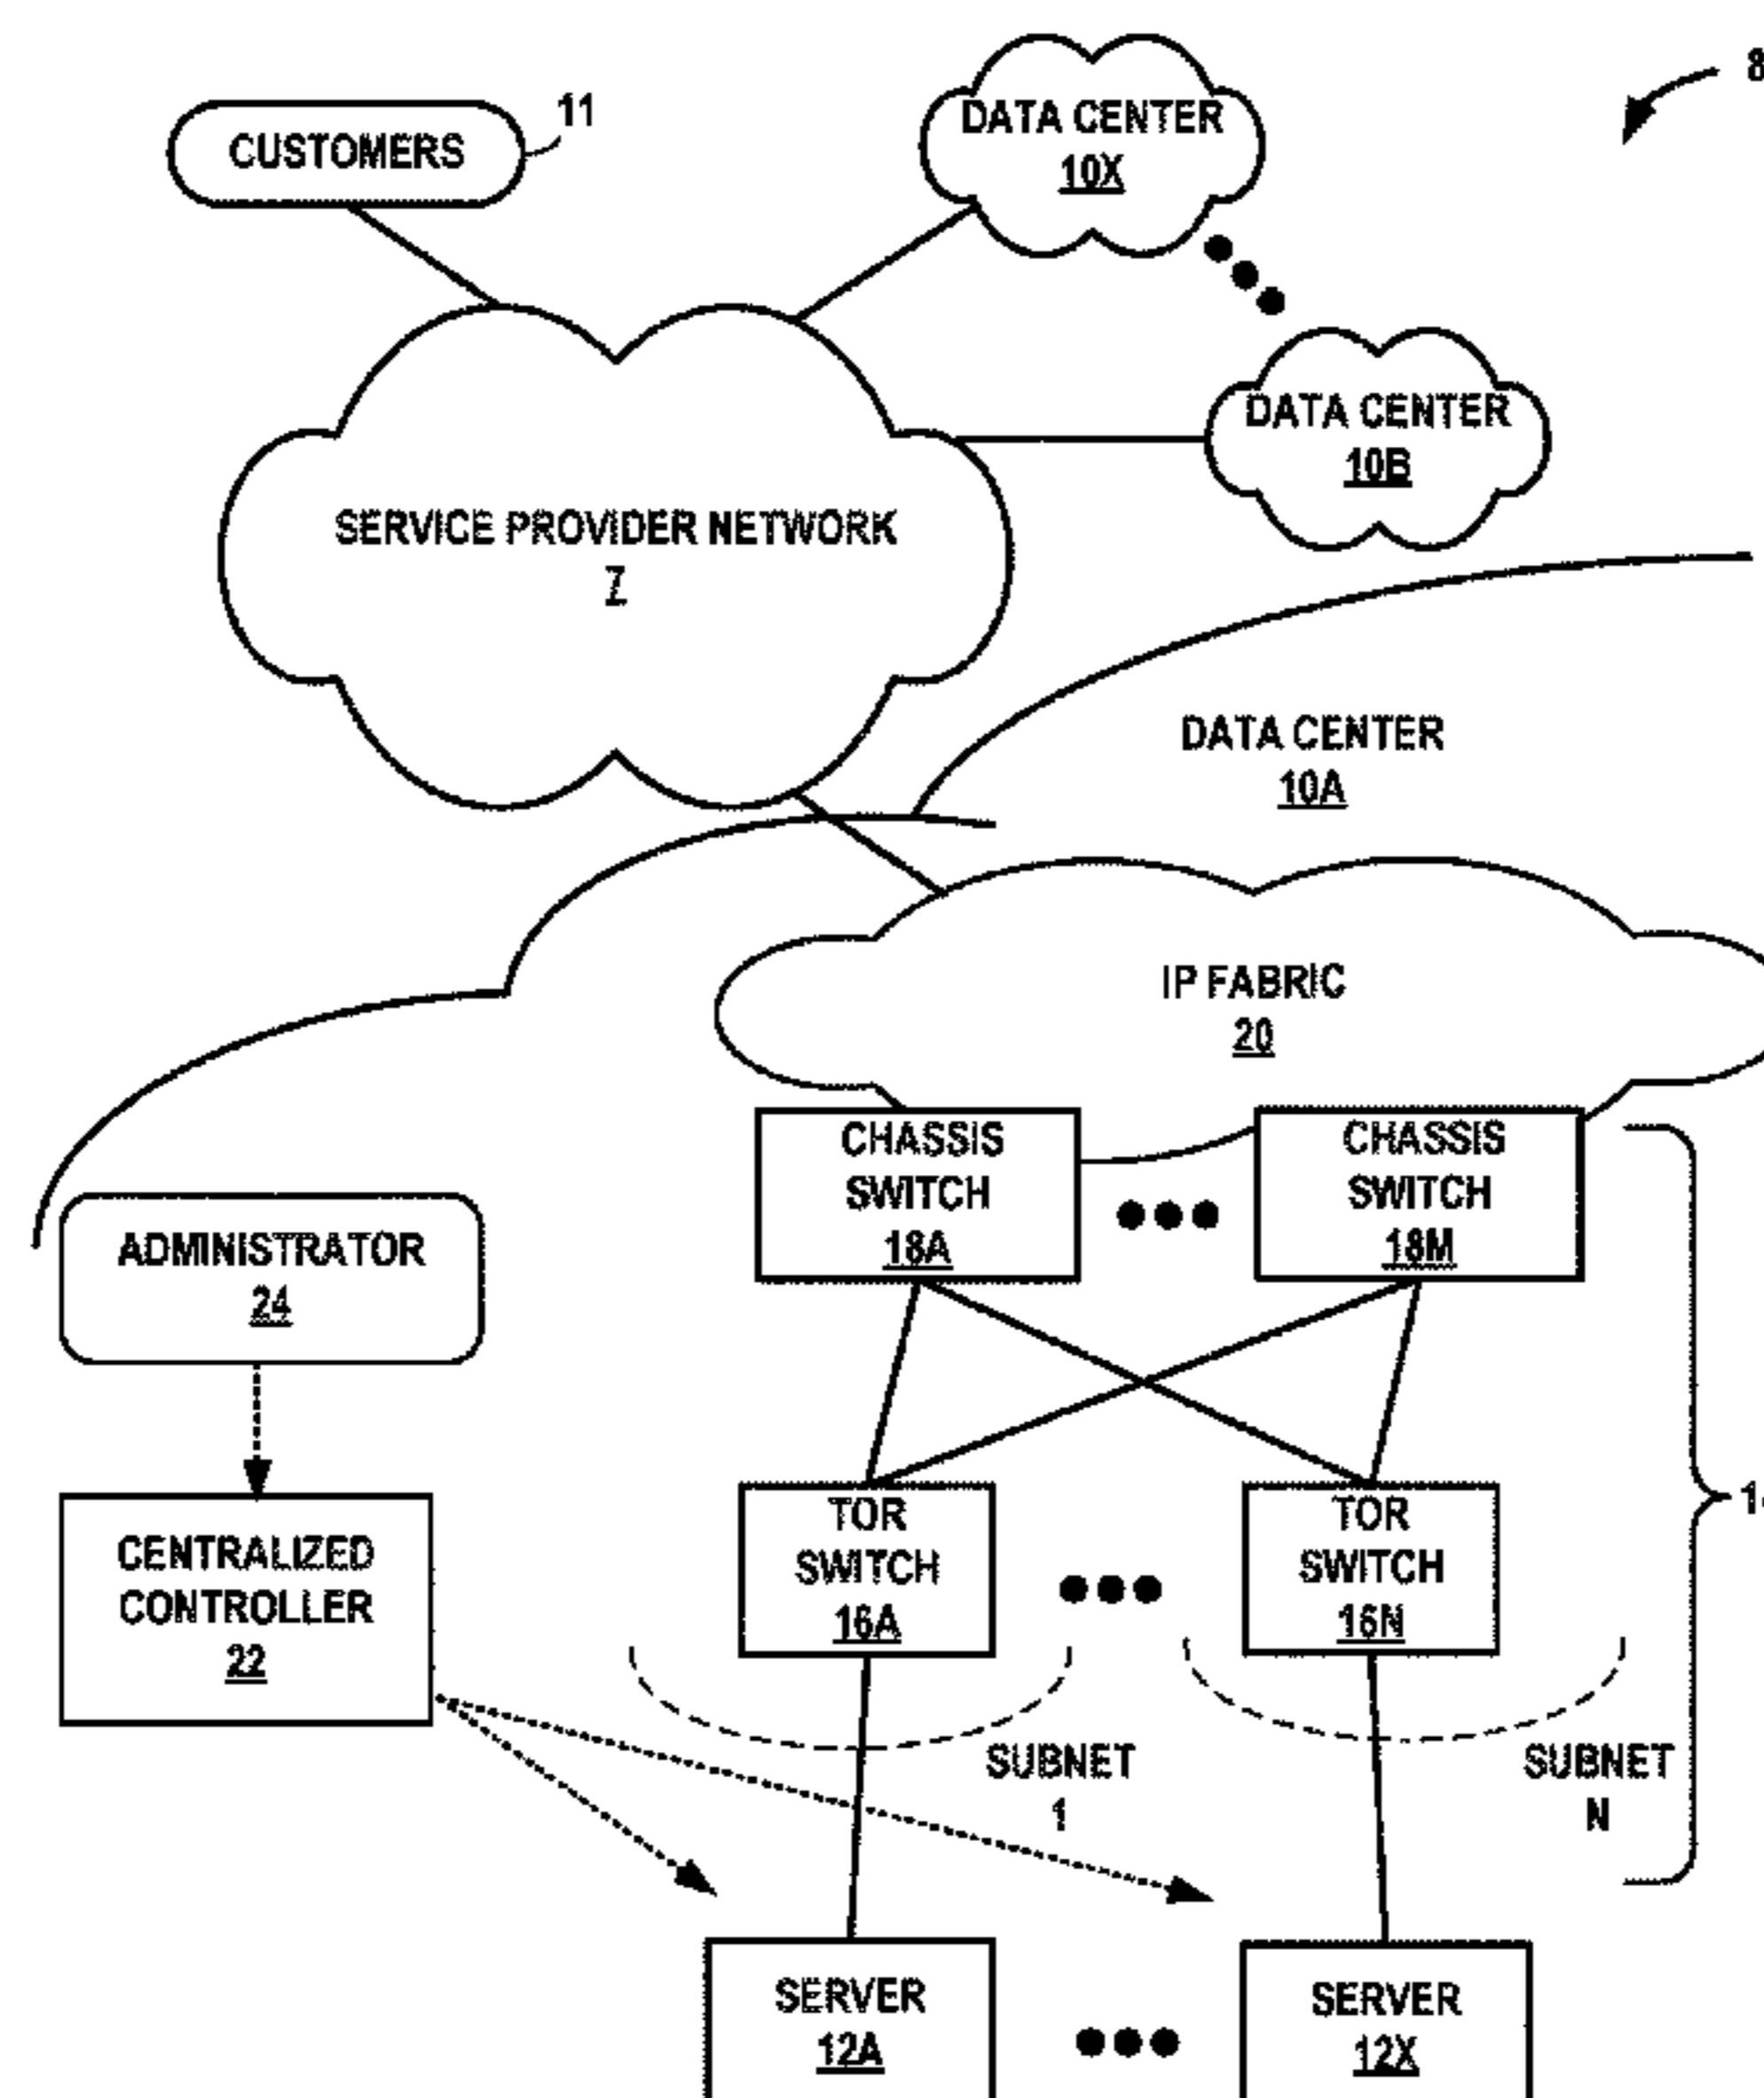 8
11
CUSTOMERS
DATA CENTER
10X
DATA CENTER
10B
SERVICE PROVIDER NETWORK
7
DATA CENTER
10A
IP FABRIC
20
CHASSIS
SWITCH
18A
CHASSIS
SWITCH
18M
ADMINISTRATOR
24
CENTRALIZED
CONTROLLER
22
TOR
SWITCH
16A
TOR
SWITCH
16N
SUBNET
1
SUBNET
N
SERVER
12A
SERVER
12X